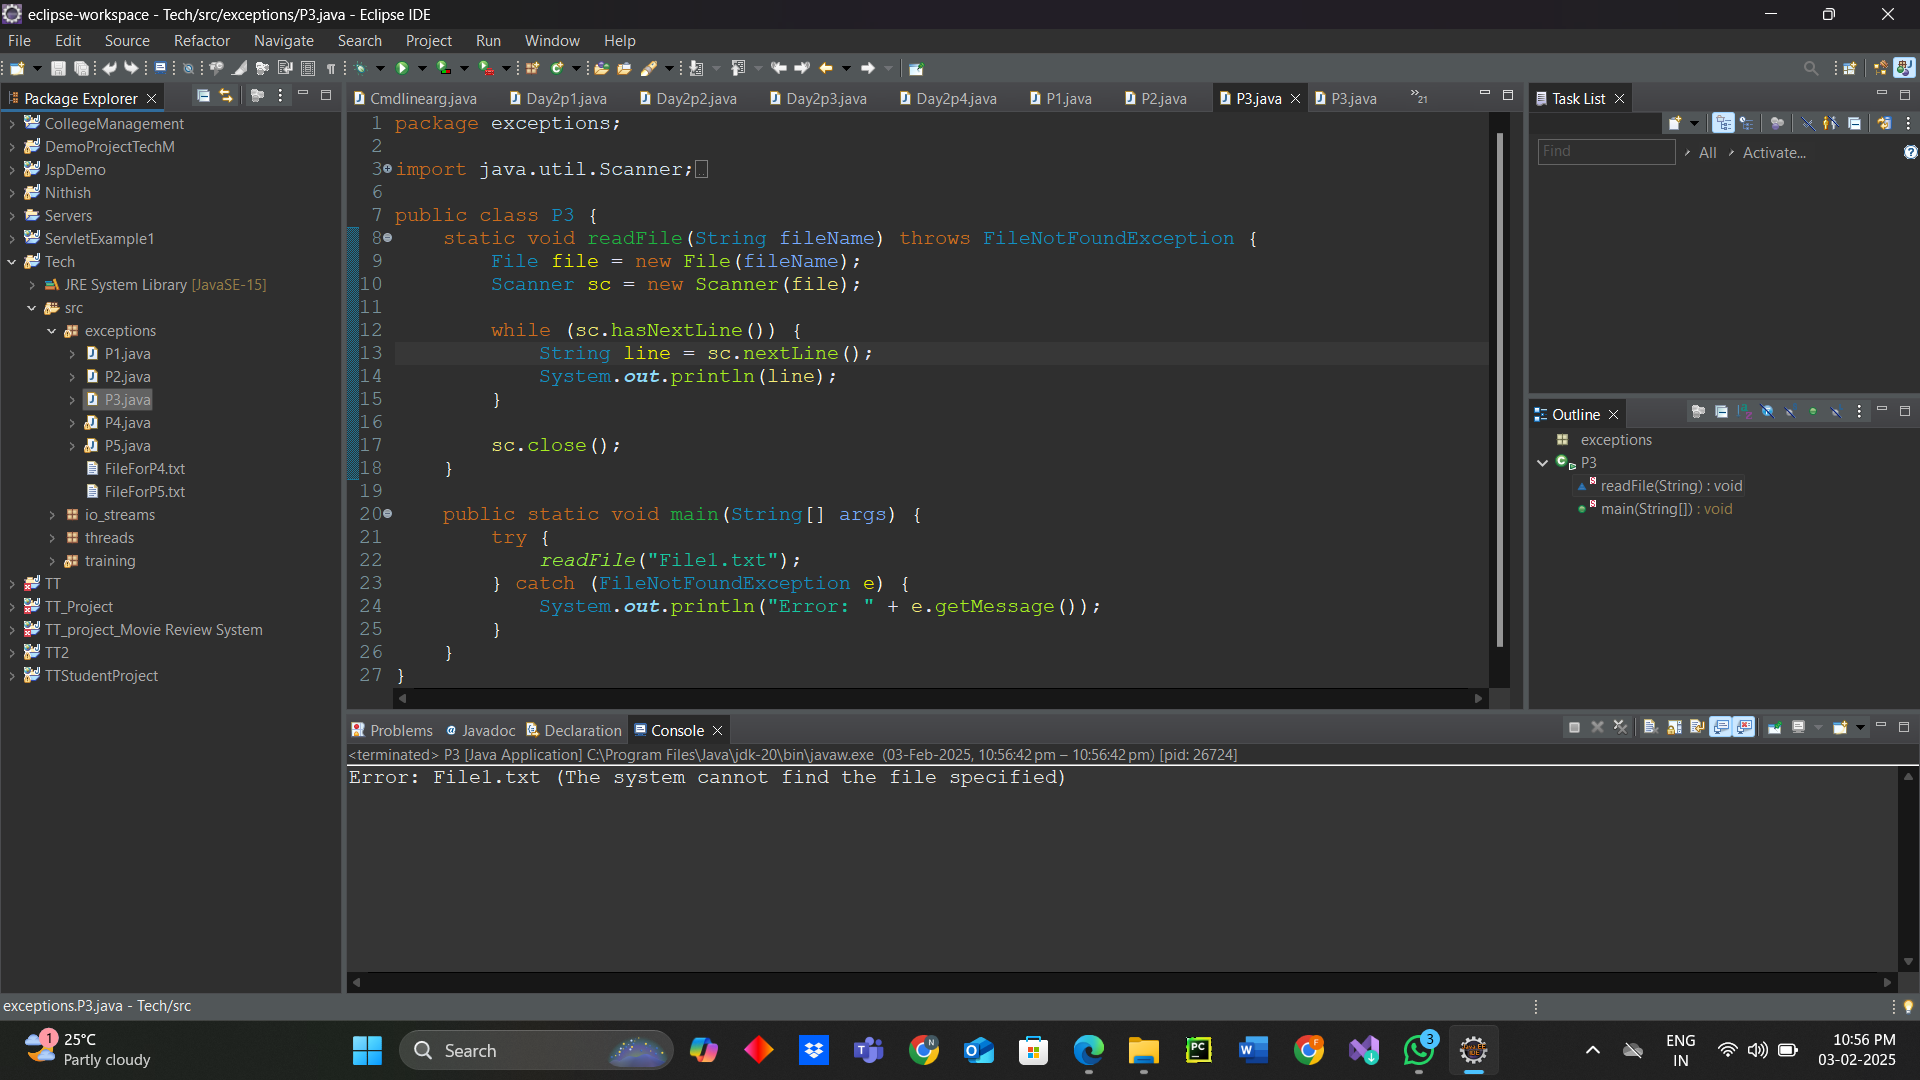 eclipse-workspace - Tech/src/exceptions/P3.java - Eclipse IDE
File Edit Source Refactor Navigate Search Project Run Window Help
Package Explorer
CollegeManagement
DemoProjectTechM
JspDemo
Nithish
Servers
ServletExample1
Tech
JRE System Library [JavaSE-15]
src
exceptions
P1.java
P2.java
P3.java
P4.java
P5.java
FileForP4.txt
FileForP5.txt
io_streams
threads
training
TT
TT_Project
TT_project_Movie Review System
TT2
TTStudentProject
Cmdlinearg.java Day2p1.java Day2p2.java Day2p3.java Day2p4.java P1.java P2.java P3.java P3.java »21
1 package exceptions;
2
3 import java.util.Scanner;
6
7 public class P3 {
8 static void readFile(String fileName) throws FileNotFoundException {
9 File file = new File(fileName);
10 Scanner sc = new Scanner(file);
11
12 while (sc.hasNextLine()) {
13 String line = sc.nextLine();
14 System.out.println(line);
15 }
16
17 sc.close();
18 }
19
20 public static void main(String[] args) {
21 try {
22 readFile("File1.txt");
23 } catch (FileNotFoundException e) {
24 System.out.println("Error: " + e.getMessage());
25 }
26 }
27 }
Task List
Find All Activate...
Outline
exceptions
P3
readFile(String) : void
main(String[]) : void
Problems Javadoc Declaration Console
<terminated> P3 [Java Application] C:\Program Files\Java\jdk-20\bin\javaw.exe (03-Feb-2025, 10:56:42 pm – 10:56:42 pm) [pid: 26724]
Error: File1.txt (The system cannot find the file specified)
exceptions.P3.java - Tech/src
1
25°C
Partly cloudy
Search
3
ENG
IN
10:56 PM
03-02-2025